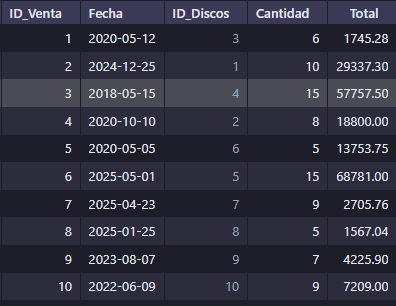 ID_Venta Fecha ID_Discos Cantidad Total
1 2020-05-12 3 6 1745.28
2 2024-12-25 1 10 29337.30
3 2018-05-15 4 15 57757.50
4 2020-10-10 2 8 18800.00
5 2020-05-05 6 5 13753.75
6 2025-05-01 5 15 68781.00
7 2025-04-23 7 9 2705.76
8 2025-01-25 8 5 1567.04
9 2023-08-07 9 7 4225.90
10 2022-06-09 10 9 7209.00